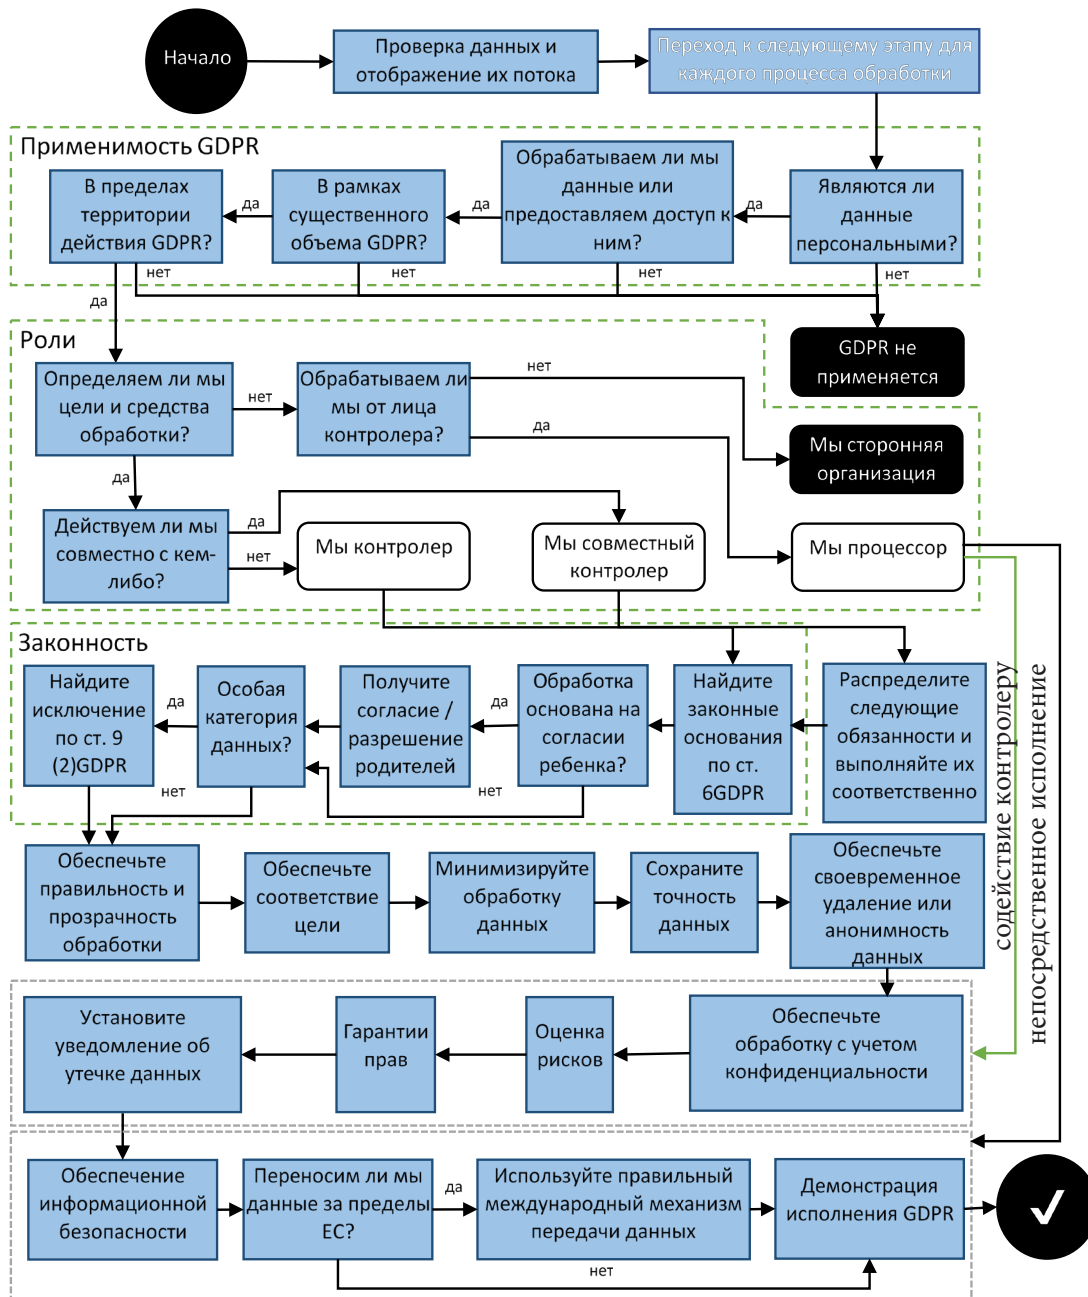 Начало
Проверка данных и
отображение их потока
Переход к следующему этапу для
каждого процесса обработки
Применимость GDPR
В пределах
территории
действия GDPR?
да
В рамках
существенного
объема GDPR?
да
Обрабатываем ли мы
данные или
предоставляем доступ к
ним?
да
Являются ли
данные
персональными?
нет
нет
нет
нет
да
GDPR не
применяется
Роли
Определяем ли мы
цели и средства
обработки?
нет
Обрабатываем ли
мы от лица
контролера?
нет
да
Мы сторонняя
организация
да
Действуем ли мы
совместно с кем-
либо?
да
нет
Мы контролер
Мы совместный
контролер
Мы процессор
содействие контролеру
непосредственное исполнение
Законность
Найдите
исключение
по ст. 9
(2)GDPR
да
нет
Особая
категория
данных?
Получите
согласие /
разрешение
родителей
да
нет
Обработка
основана на
согласии
ребенка?
Найдите
законные
основания
по ст.
6GDPR
Распределите
следующие
обязанности и
выполняйте их
соответственно
Обеспечьте
правильность и
прозрачность
обработки
Обеспечьте
соответствие
цели
Минимизируйте
обработку
данных
Сохраните
точность
данных
Обеспечьте
своевременное
удаление или
анонимность
данных
Установите
уведомление об
утечке данных
Гарантии
прав
Оценка
рисков
Обеспечьте
обработку с учетом
конфиденциальности
Обеспечение
информационной
безопасности
Переносим ли мы
данные за пределы
ЕС?
да
нет
Используйте правильный
международный механизм
передачи данных
Демонстрация
исполнения GDPR